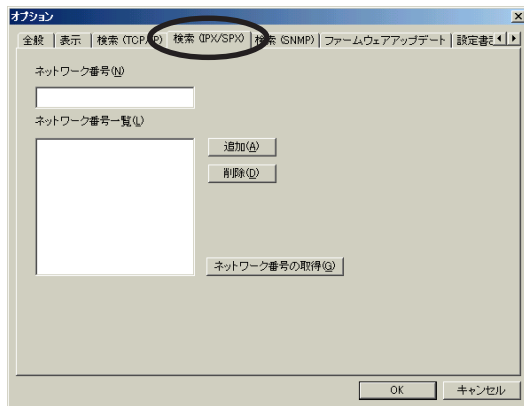 オプション
全般 表示 検索 (TCP/IP) 検索 (IPX/SPX) 検索 (SNMP) ファームウェアアップデート
ネットワーク番号(N)
ネットワーク番号一覧(L)
追加(A)
削除(D)
ネットワーク番号の取得(G)
OK キャンセル